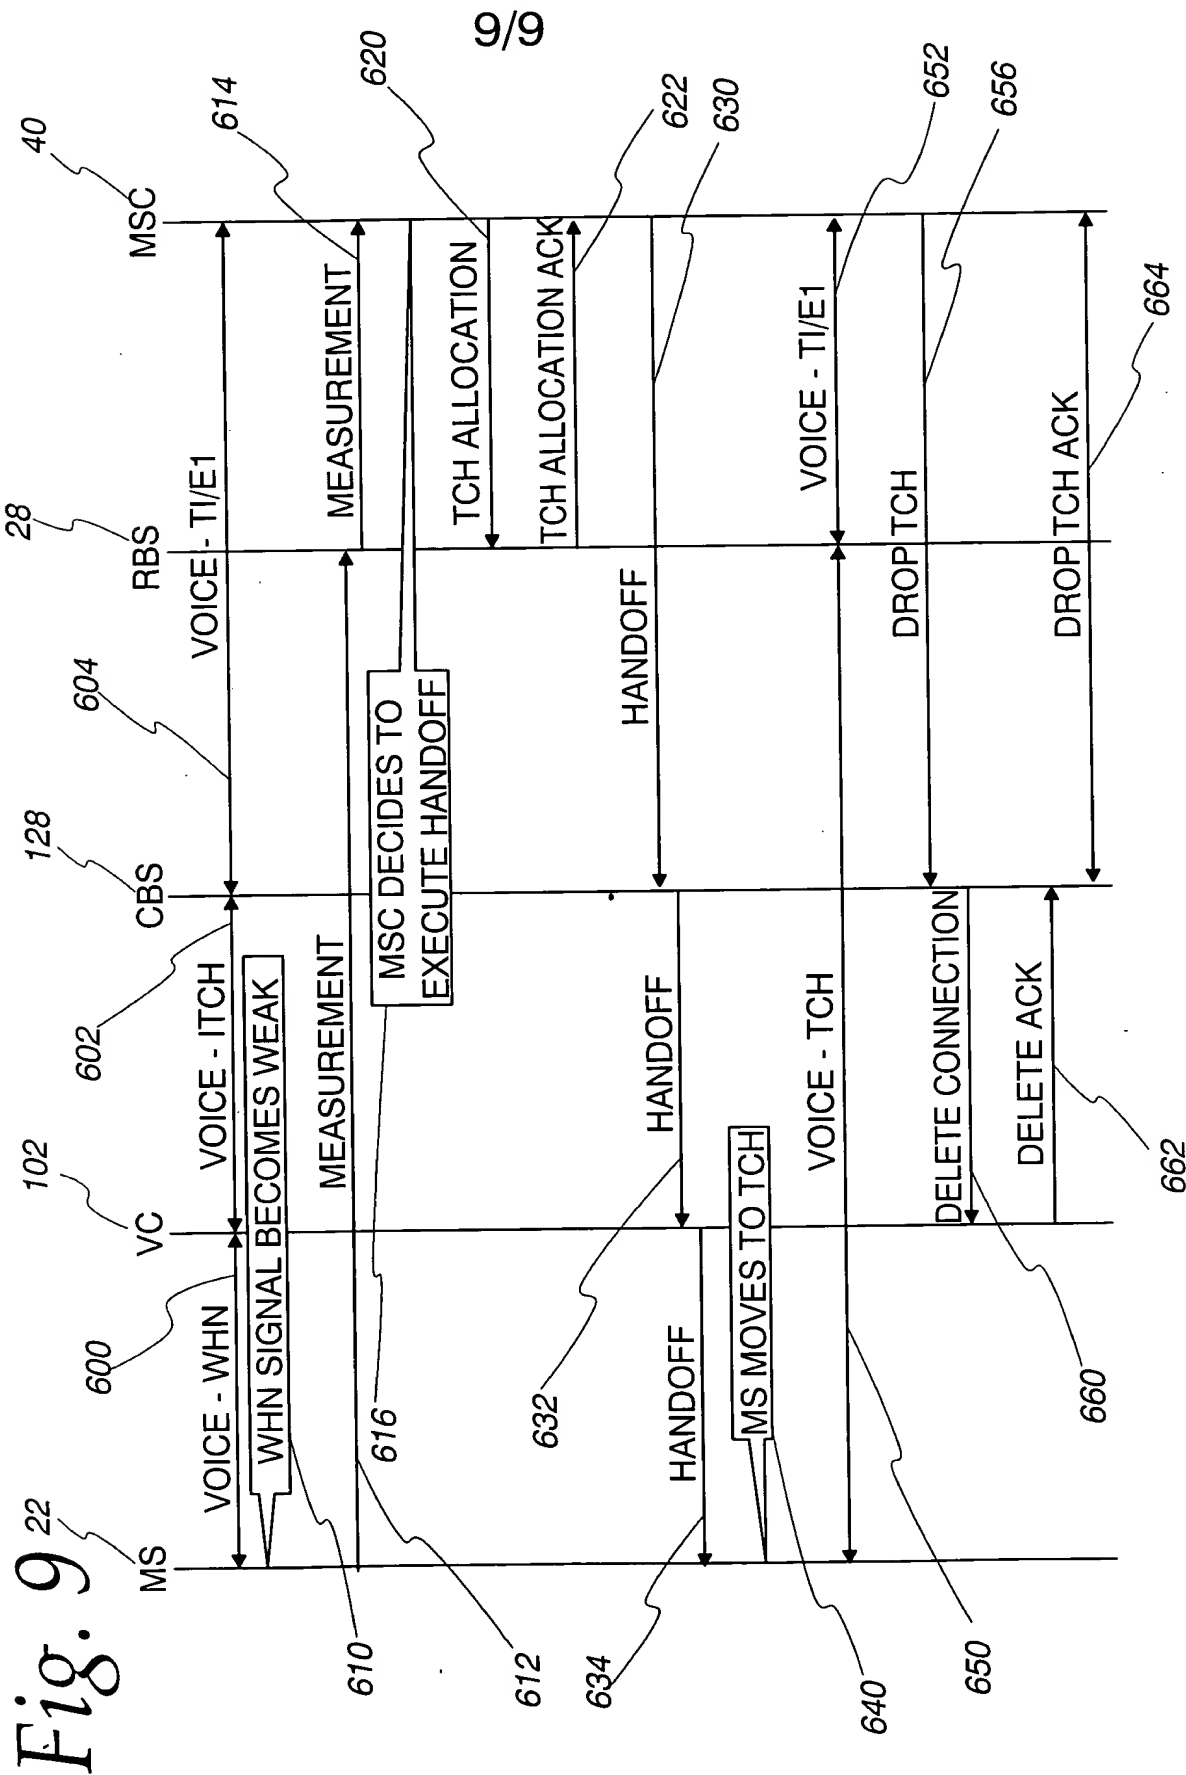 9/9
Fig. 9
MS
22
VC
102
CBS
128
RBS
28
MSC
40
VOICE - WHN
600
VOICE - ITCH
602
VOICE - TI/E1
604
WHN SIGNAL BECOMES WEAK
610
MEASUREMENT
612
MEASUREMENT
614
MSC DECIDES TO
EXECUTE HANDOFF
616
TCH ALLOCATION
620
TCH ALLOCATION ACK
622
HANDOFF
630
HANDOFF
632
HANDOFF
634
MS MOVES TO TCH
640
VOICE - TCH
650
VOICE - TI/E1
652
DROP TCH
656
DELETE CONNECTION
660
DELETE ACK
662
DROP TCH ACK
664